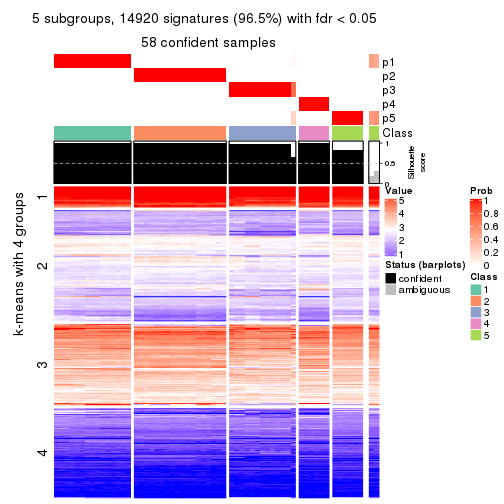 5 subgroups, 14920 signatures (96.5%) with fdr < 0.05
58 confident samples
p1
p2
p3
p4
p5
Class
1
0.5
0
Silhouette
score
k-means with 4 groups
1
2
3
4
Value
5
4
3
2
1
Status (barplots)
confident
ambiguous
Prob
1
0.8
0.6
0.4
0.2
0
Class
1
2
3
4
5